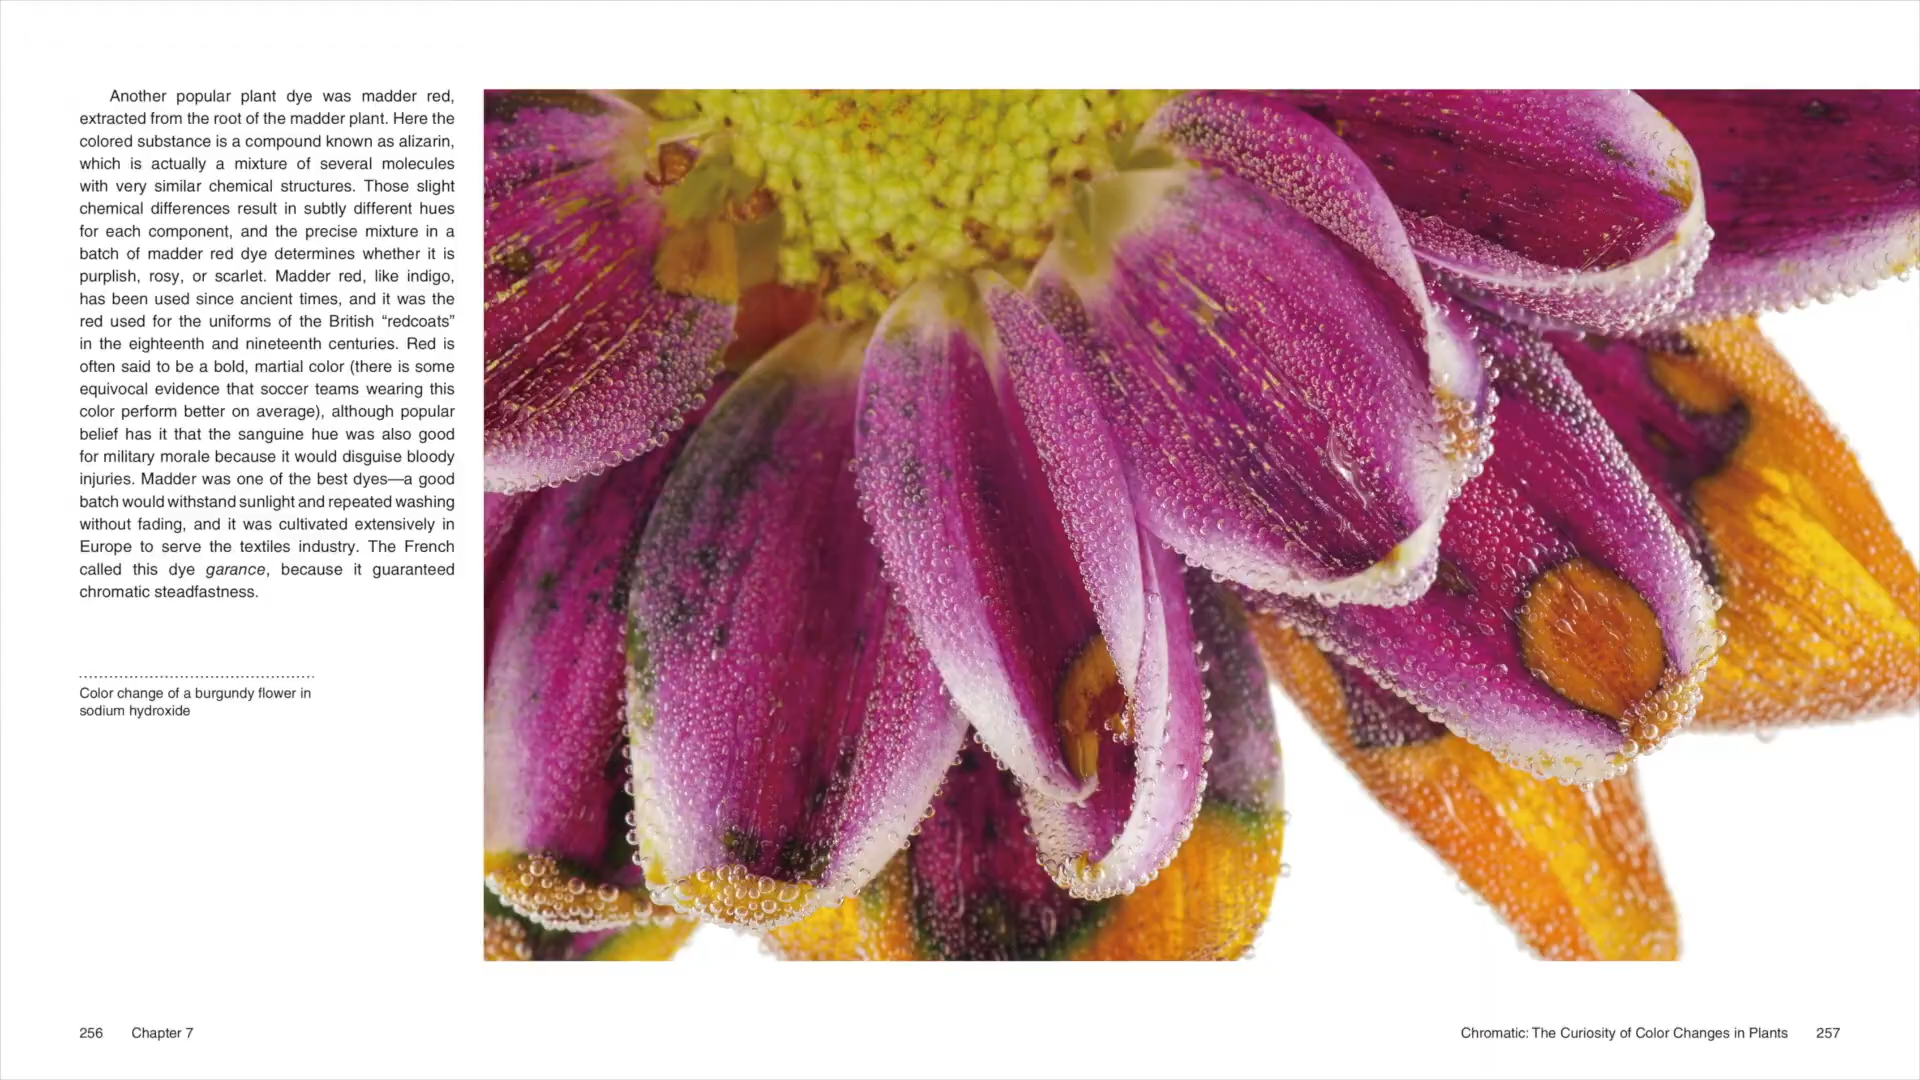 Another popular plant dye was madder red,
extracted from the root of the madder plant. Here the
colored substance is a compound known as alizarin,
which is actually a mixture of several molecules
with very similar chemical structures. Those slight
chemical differences result in subtly different hues
for each component, and the precise mixture in a
batch of madder red dye determines whether it is
purplish, rosy, or scarlet. Madder red, like indigo,
has been used since ancient times, and it was the
red used for the uniforms of the British “redcoats”
in the eighteenth and nineteenth centuries. Red is
often said to be a bold, martial color (there is some
equivocal evidence that soccer teams wearing this
color perform better on average), although popular
belief has it that the sanguine hue was also good
for military morale because it would disguise bloody
injuries. Madder was one of the best dyes—a good
batch would withstand sunlight and repeated washing
without fading, and it was cultivated extensively in
Europe to serve the textiles industry. The French
called this dye garance, because it guaranteed
chromatic steadfastness.
Color change of a burgundy flower in
sodium hydroxide
256 Chapter 7
Chromatic: The Curiosity of Color Changes in Plants 257